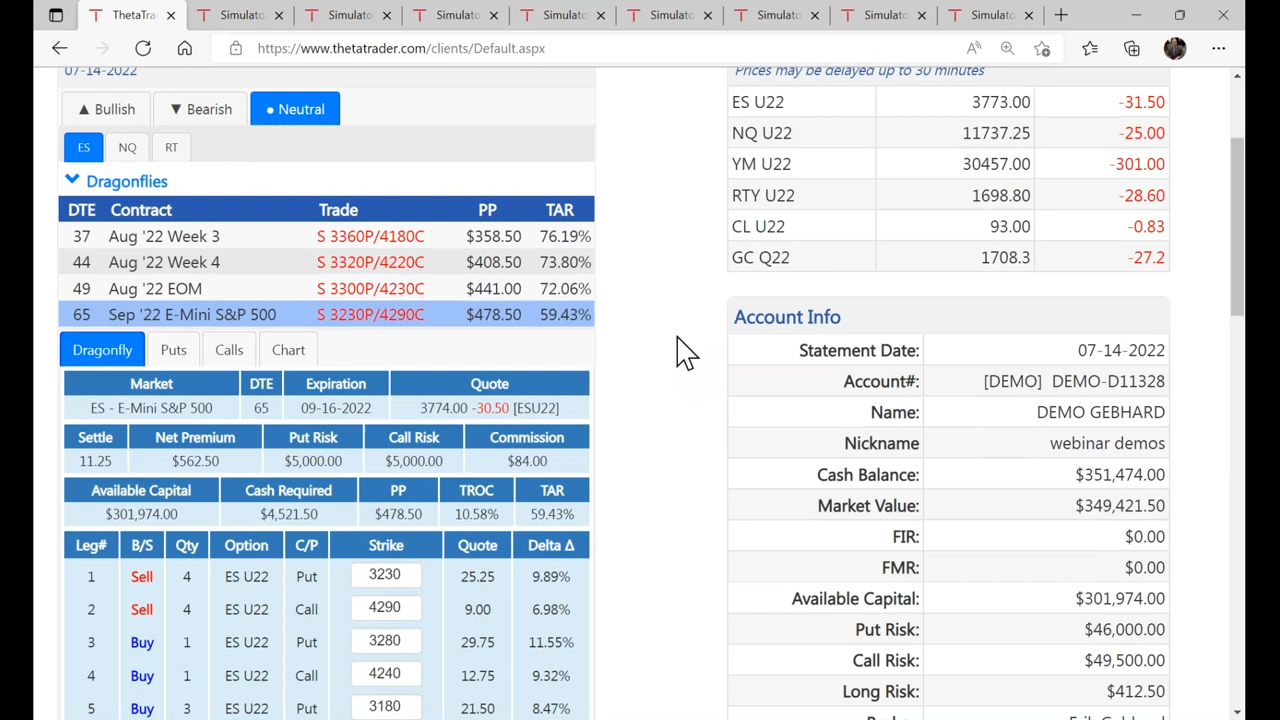 ThetaTra
Simulato
Simulato
Simulato
Simulato
Simulato
Simulato
Simulato
Simulato
https://www.thetatrader.com/clients/Default.aspx
07-14-2022
▲ Bullish ▼ Bearish ● Neutral
ES NQ RT
Dragonflies
DTE Contract Trade PP TAR
37 Aug '22 Week 3 S 3360P/4180C $358.50 76.19%
44 Aug '22 Week 4 S 3320P/4220C $408.50 73.80%
49 Aug '22 EOM S 3300P/4230C $441.00 72.06%
65 Sep '22 E-Mini S&P 500 S 3230P/4290C $478.50 59.43%
Dragonfly Puts Calls Chart
Market DTE Expiration Quote
ES - E-Mini S&P 500 65 09-16-2022 3774.00 -30.50 [ESU22]
Settle Net Premium Put Risk Call Risk Commission
11.25 $562.50 $5,000.00 $5,000.00 $84.00
Available Capital Cash Required PP TROC TAR
$301,974.00 $4,521.50 $478.50 10.58% 59.43%
Leg# B/S Qty Option C/P Strike Quote Delta Δ
1 Sell 4 ES U22 Put 3230 25.25 9.89%
2 Sell 4 ES U22 Call 4290 9.00 6.98%
3 Buy 1 ES U22 Put 3280 29.75 11.55%
4 Buy 1 ES U22 Call 4240 12.75 9.32%
5 Buy 3 ES U22 Put 3180 21.50 8.47%
Prices may be delayed up to 30 minutes
ES U22 3773.00 -31.50
NQ U22 11737.25 -25.00
YM U22 30457.00 -301.00
RTY U22 1698.80 -28.60
CL U22 93.00 -0.83
GC Q22 1708.3 -27.2
Account Info
Statement Date: 07-14-2022
Account#: [DEMO] DEMO-D11328
Name: DEMO GEBHARD
Nickname webinar demos
Cash Balance: $351,474.00
Market Value: $349,421.50
FIR: $0.00
FMR: $0.00
Available Capital: $301,974.00
Put Risk: $46,000.00
Call Risk: $49,500.00
Long Risk: $412.50